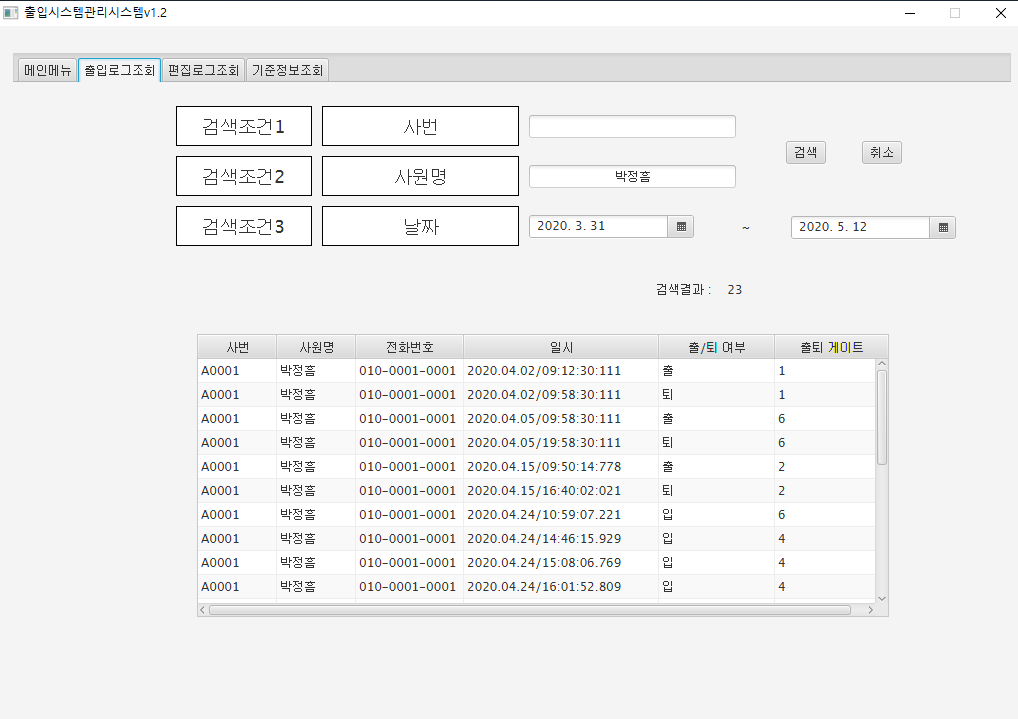 출입시스템관리시스템v1.2
메인메뉴 출입로그조회 편집로그조회 기준정보조회
검색조건1 사번
검색 취소
검색조건2 사원명 박정흠
검색조건3 날짜 2020. 3. 31 ~ 2020. 5. 12
검색결과 : 23
사번 사원명 전화번호 일시 출/퇴 여부 출퇴 게이트
A0001 박정흠 010-0001-0001 2020.04.02/09:12:30:111 출 1
A0001 박정흠 010-0001-0001 2020.04.02/09:58:30:111 퇴 1
A0001 박정흠 010-0001-0001 2020.04.05/09:58:30:111 출 6
A0001 박정흠 010-0001-0001 2020.04.05/19:58:30:111 퇴 6
A0001 박정흠 010-0001-0001 2020.04.15/09:50:14:778 출 2
A0001 박정흠 010-0001-0001 2020.04.15/16:40:02:021 퇴 2
A0001 박정흠 010-0001-0001 2020.04.24/10:59:07.221 입 6
A0001 박정흠 010-0001-0001 2020.04.24/14:46:15.929 입 4
A0001 박정흠 010-0001-0001 2020.04.24/15:08:06.769 입 4
A0001 박정흠 010-0001-0001 2020.04.24/16:01:52.809 입 4